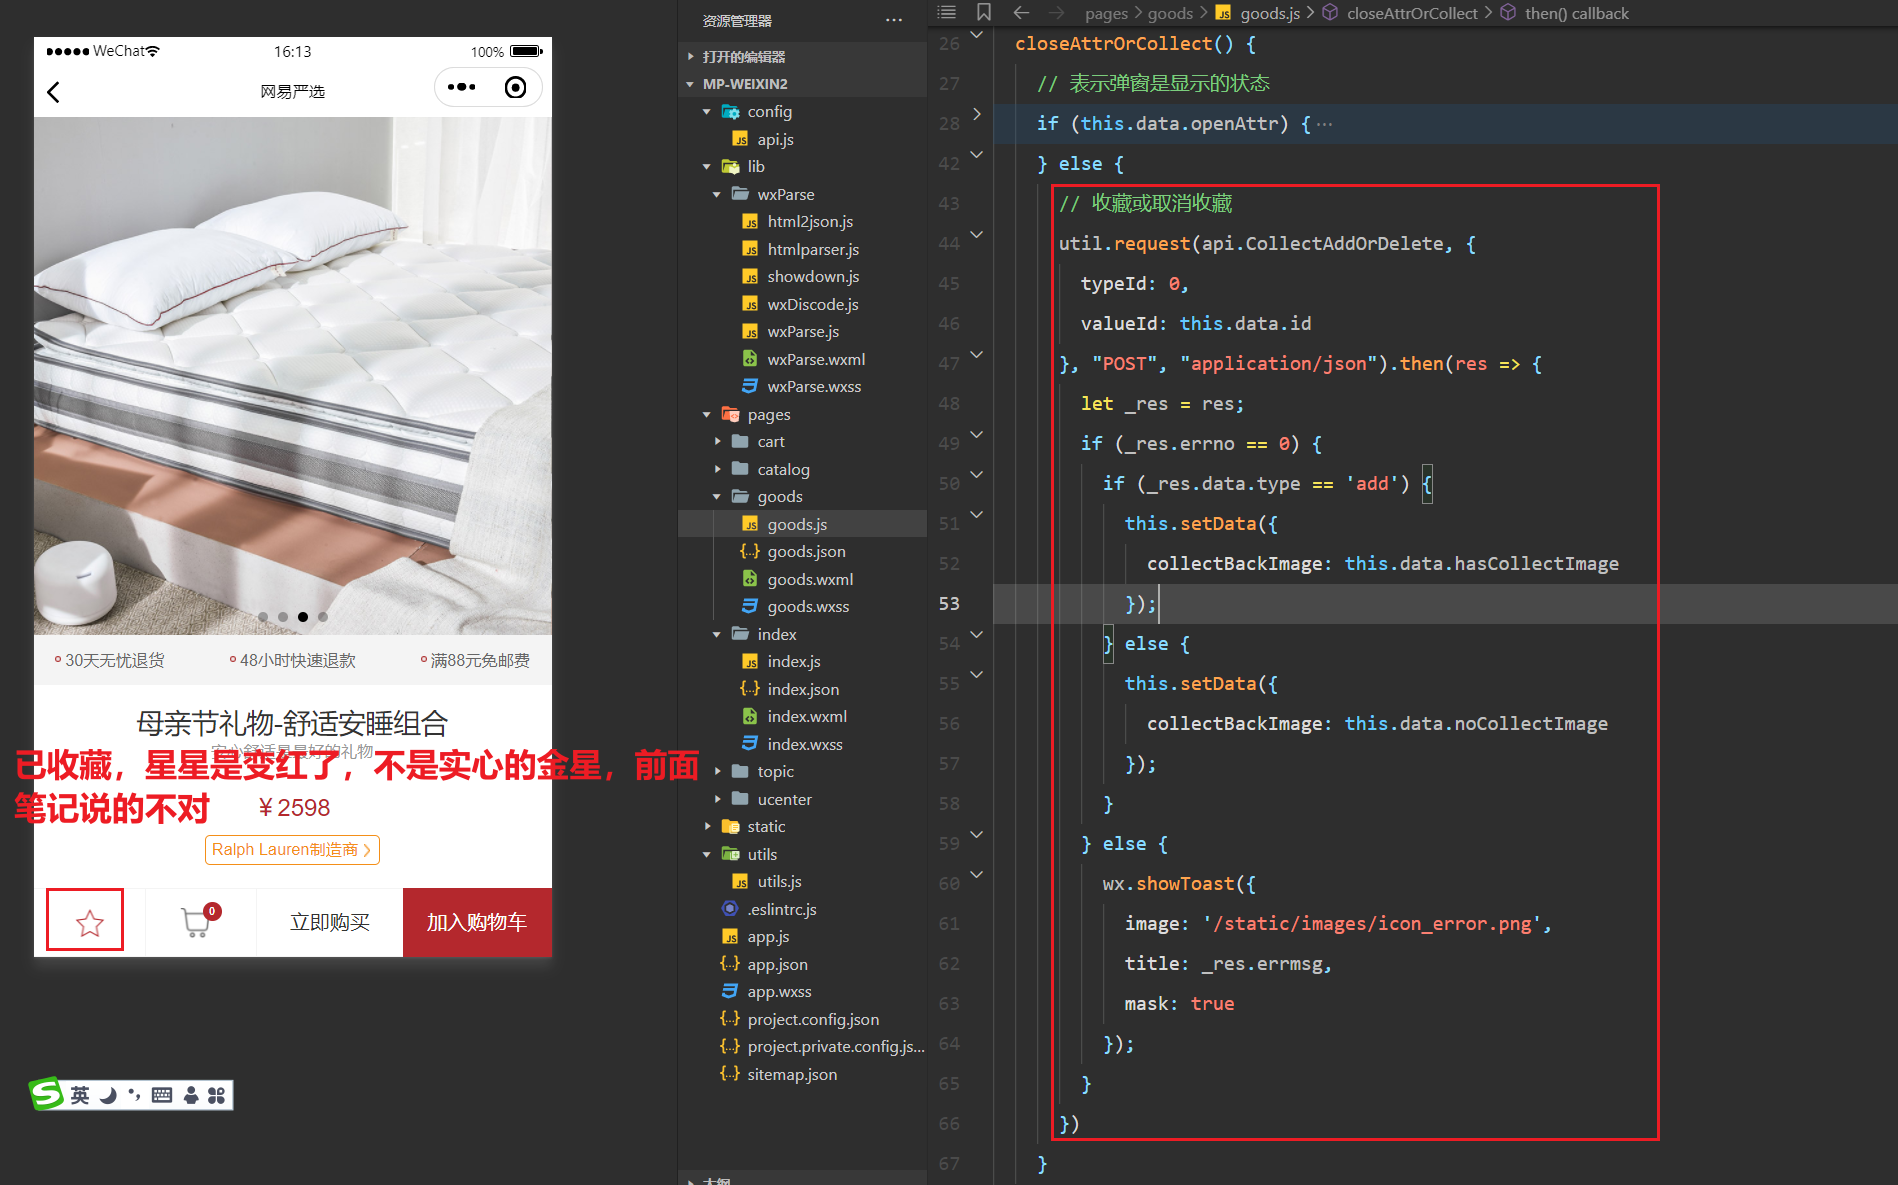 WeChat
16:13
100%
网易严选
30天无忧退货
48小时快速退款
满88元免邮费
母亲节礼物-舒适安睡组合
安心舒适是最好的礼物
已收藏，星星是变红了，不是实心的金星，前面
笔记说的不对
¥2598
Ralph Lauren制造商
0
立即购买
加入购物车
英
资源管理器
打开的编辑器
MP-WEIXIN2
config
api.js
lib
wxParse
html2json.js
htmlparser.js
showdown.js
wxDiscode.js
wxParse.js
wxParse.wxml
wxParse.wxss
pages
cart
catalog
goods
goods.js
goods.json
goods.wxml
goods.wxss
index
index.js
index.json
index.wxml
index.wxss
topic
ucenter
static
utils
utils.js
.eslintrc.js
app.js
app.json
app.wxss
project.config.json
project.private.config.js...
sitemap.json
大纲
pages > goods > JS goods.js > closeAttrOrCollect > then() callback
26 closeAttrOrCollect() {
27 // 表示弹窗是显示的状态
28 if (this.data.openAttr) {···
42 } else {
43 // 收藏或取消收藏
44 util.request(api.CollectAddOrDelete, {
45 typeId: 0,
46 valueId: this.data.id
47 }, "POST", "application/json").then(res => {
48 let _res = res;
49 if (_res.errno == 0) {
50 if (_res.data.type == 'add') {
51 this.setData({
52 collectBackImage: this.data.hasCollectImage
53 });
54 } else {
55 this.setData({
56 collectBackImage: this.data.noCollectImage
57 });
58 }
59 } else {
60 wx.showToast({
61 image: '/static/images/icon_error.png',
62 title: _res.errmsg,
63 mask: true
64 });
65 }
66 })
67 }